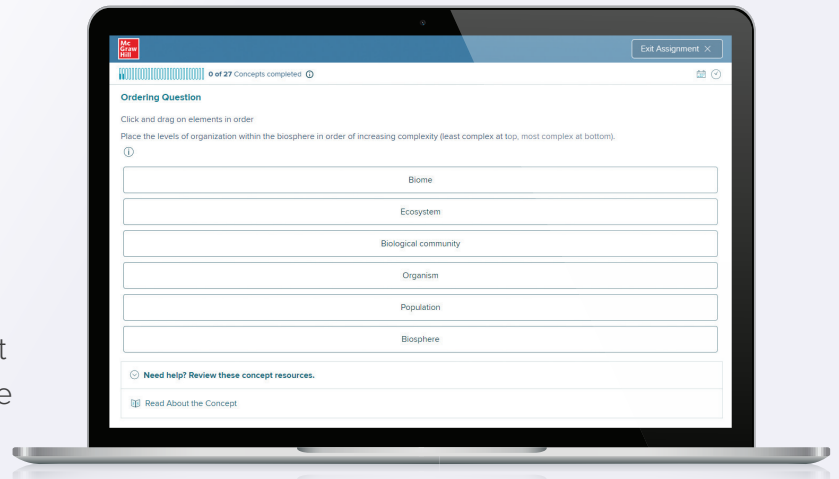 Mc
Graw
Hill
Exit Assignment ×
0 of 27 Concepts completed
Ordering Question
Click and drag on elements in order
Place the levels of organization within the biosphere in order of increasing complexity (least complex at top, most complex at bottom).
Biome
Ecosystem
Biological community
Organism
Population
Biosphere
Need help? Review these concept resources.
Read About the Concept